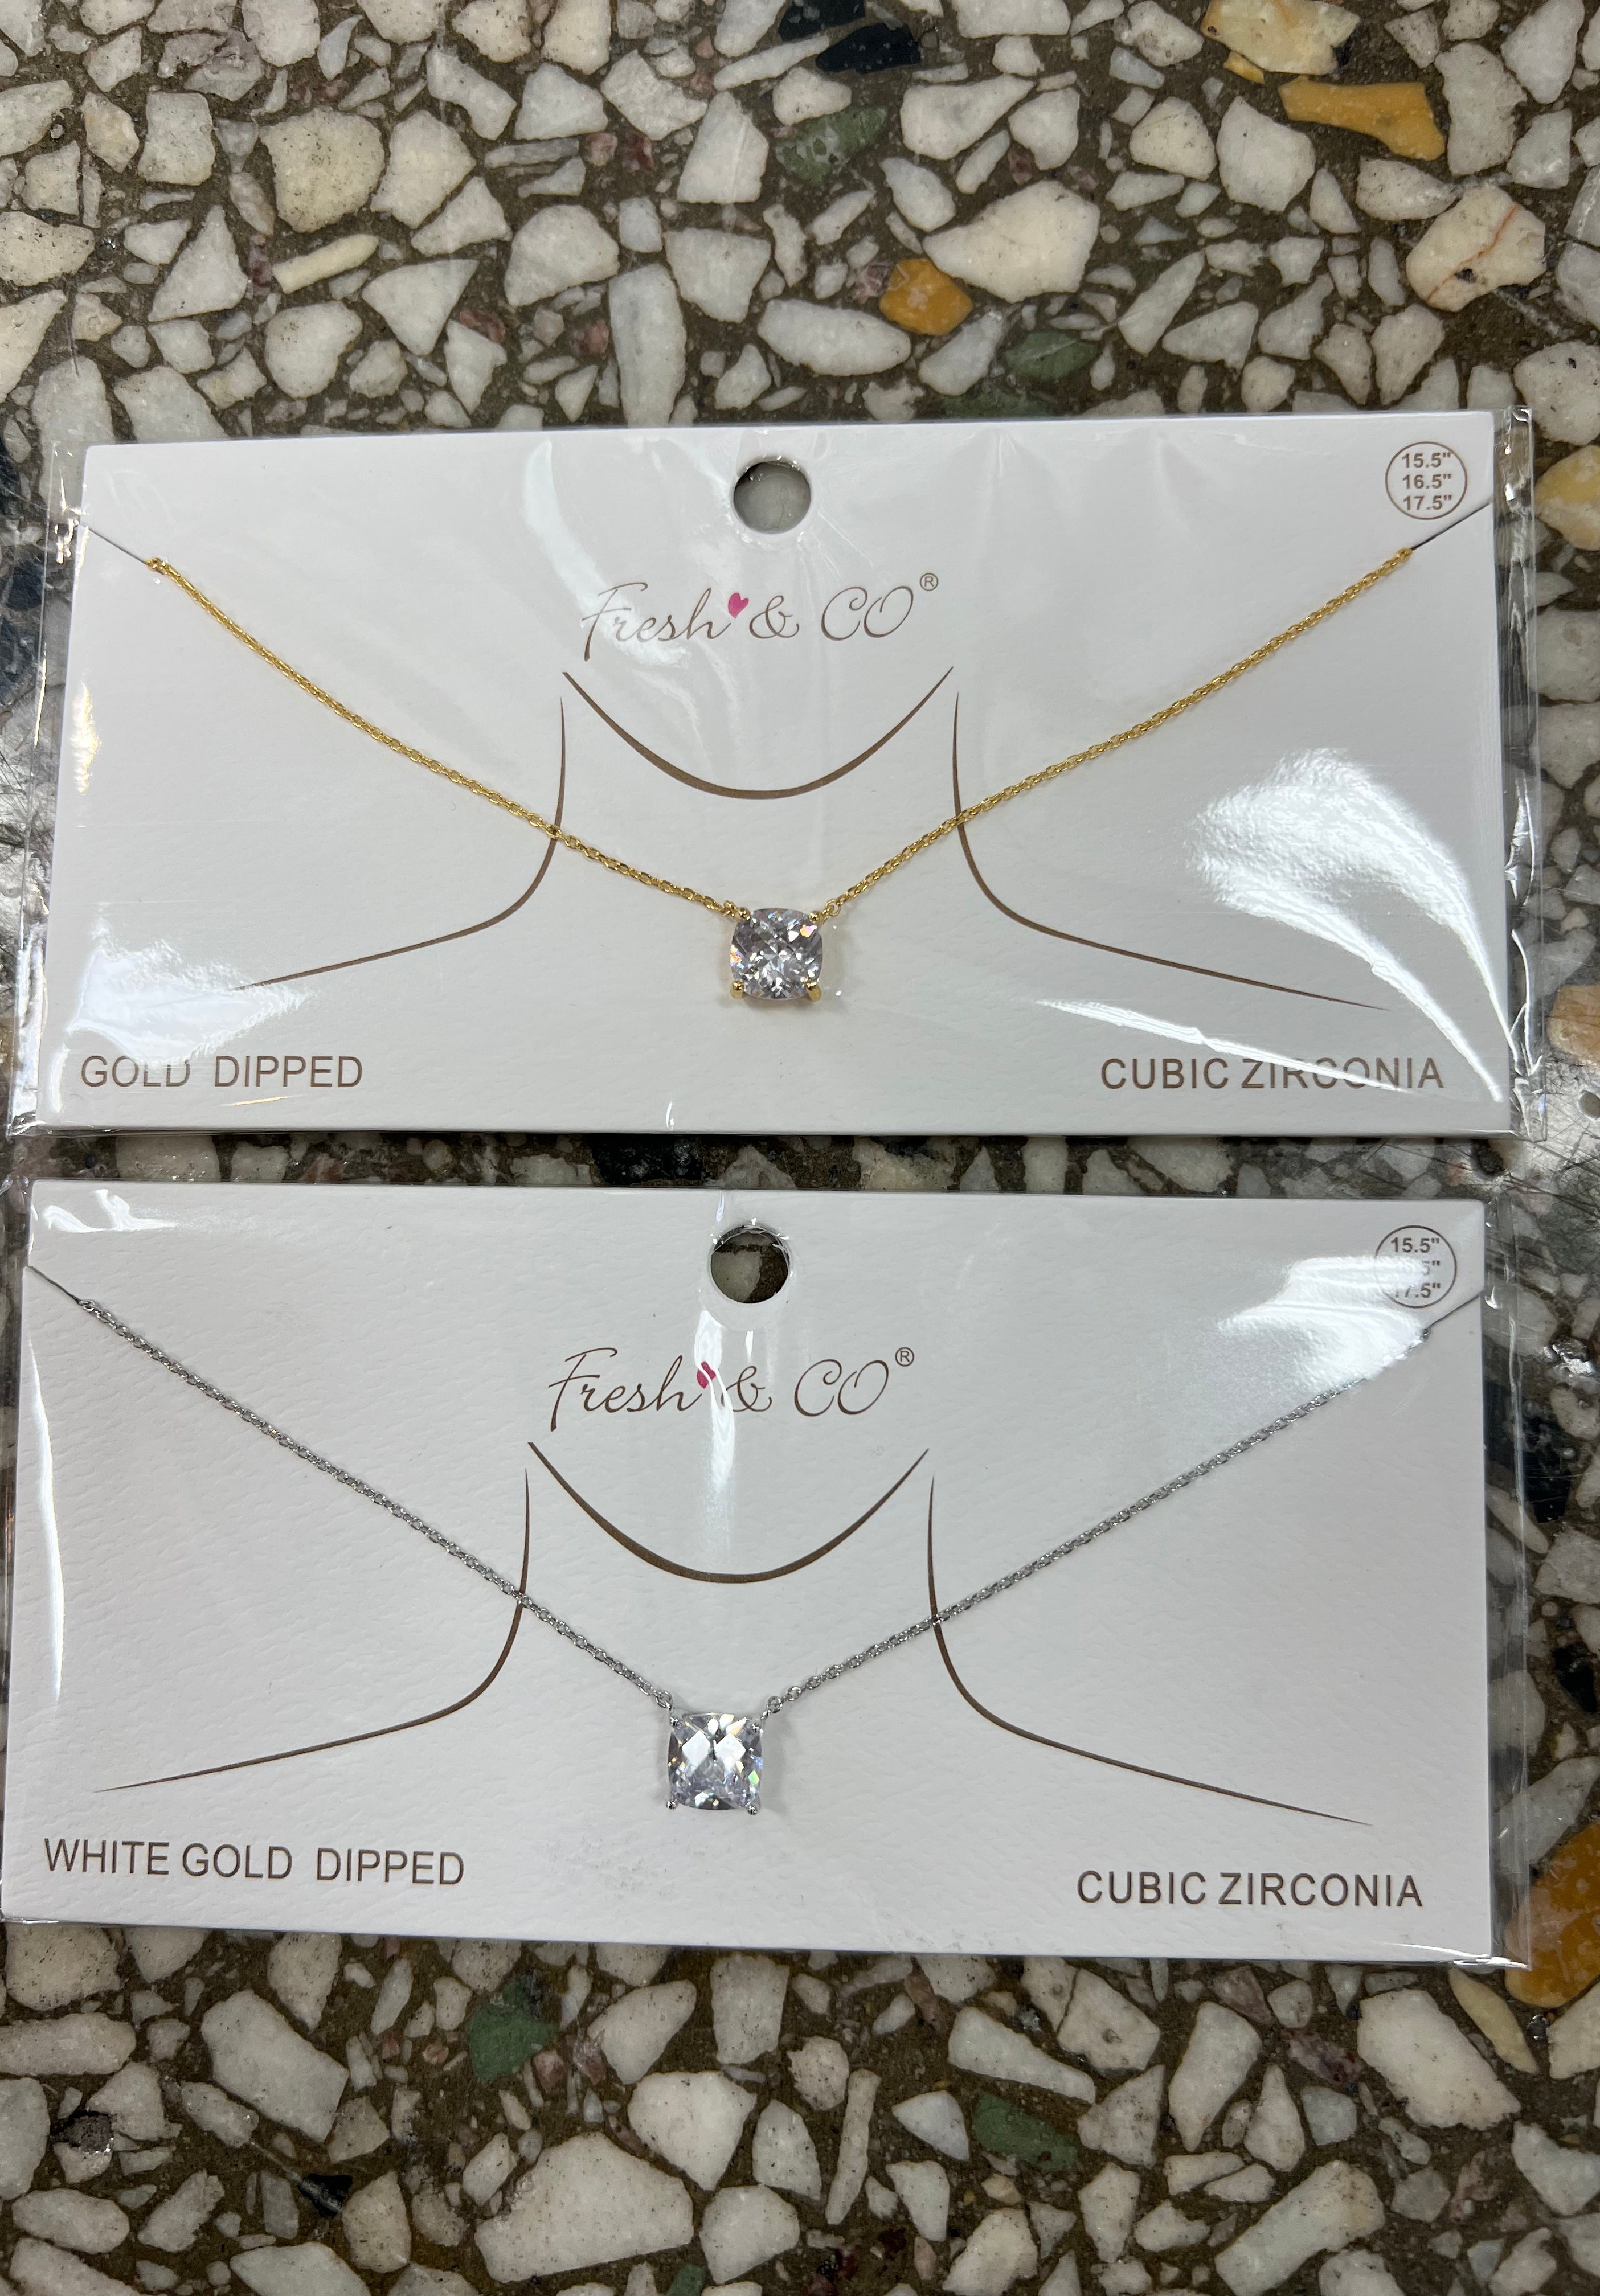 15.5"
16.5"
17.5"
Fresh & CO®
GOLD DIPPED
CUBIC ZIRCONIA
15.5"
17.5"
Fresh & CO®
WHITE GOLD DIPPED
CUBIC ZIRCONIA